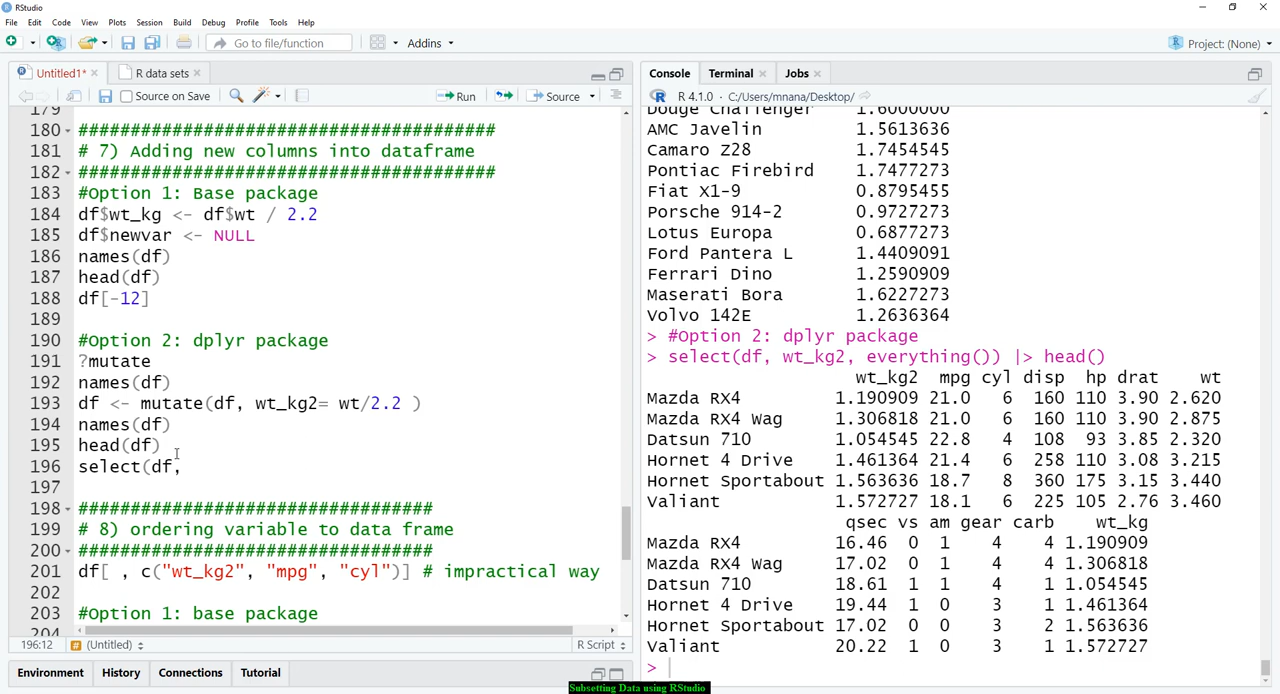 RStudio
File Edit Code View Plots Session Build Debug Profile Tools Help
Go to file/function Addins Project: (None)
Untitled1* R data sets
Source on Save Run Source
179
180 ########################################
181 # 7) Adding new columns into dataframe
182 ########################################
183 #Option 1: Base package
184 df$wt_kg <- df$wt / 2.2
185 df$newvar <- NULL
186 names(df)
187 head(df)
188 df[-12]
189
190 #Option 2: dplyr package
191 ?mutate
192 names(df)
193 df <- mutate(df, wt_kg2= wt/2.2 )
194 names(df)
195 head(df)
196 select(df,
197
198 ##################################
199 # 8) ordering variable to data frame
200 ##################################
201 df[ , c("wt_kg2", "mpg", "cyl")] # impractical way
202
203 #Option 1: base package
204
196:12 (Untitled) R Script
Environment History Connections Tutorial
Console Terminal Jobs
R 4.1.0 · C:/Users/mnana/Desktop/
Dodge Challenger 1.6000000
AMC Javelin 1.5613636
Camaro Z28 1.7454545
Pontiac Firebird 1.7477273
Fiat X1-9 0.8795455
Porsche 914-2 0.9727273
Lotus Europa 0.6877273
Ford Pantera L 1.4409091
Ferrari Dino 1.2590909
Maserati Bora 1.6227273
Volvo 142E 1.2636364
> #Option 2: dplyr package
> select(df, wt_kg2, everything()) |> head()
wt_kg2 mpg cyl disp hp drat wt
Mazda RX4 1.190909 21.0 6 160 110 3.90 2.620
Mazda RX4 Wag 1.306818 21.0 6 160 110 3.90 2.875
Datsun 710 1.054545 22.8 4 108 93 3.85 2.320
Hornet 4 Drive 1.461364 21.4 6 258 110 3.08 3.215
Hornet Sportabout 1.563636 18.7 8 360 175 3.15 3.440
Valiant 1.572727 18.1 6 225 105 2.76 3.460
qsec vs am gear carb wt_kg
Mazda RX4 16.46 0 1 4 4 1.190909
Mazda RX4 Wag 17.02 0 1 4 4 1.306818
Datsun 710 18.61 1 1 4 1 1.054545
Hornet 4 Drive 19.44 1 0 3 1 1.461364
Hornet Sportabout 17.02 0 0 3 2 1.563636
Valiant 20.22 1 0 3 1 1.572727
>
Subsetting Data using RStudio